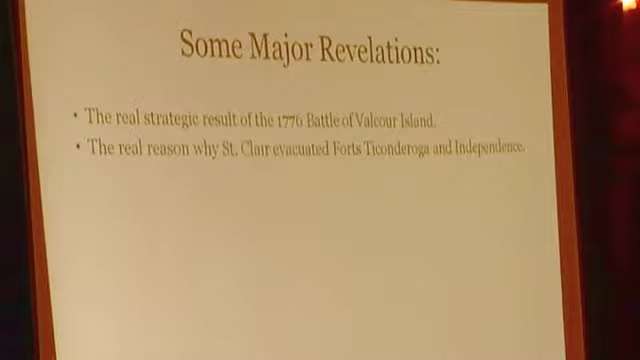 Some Major Revelations:
• The real strategic result of the 1776 Battle of Valcour Island.
• The real reason why St. Clair evacuated Forts Ticonderoga and Independence.